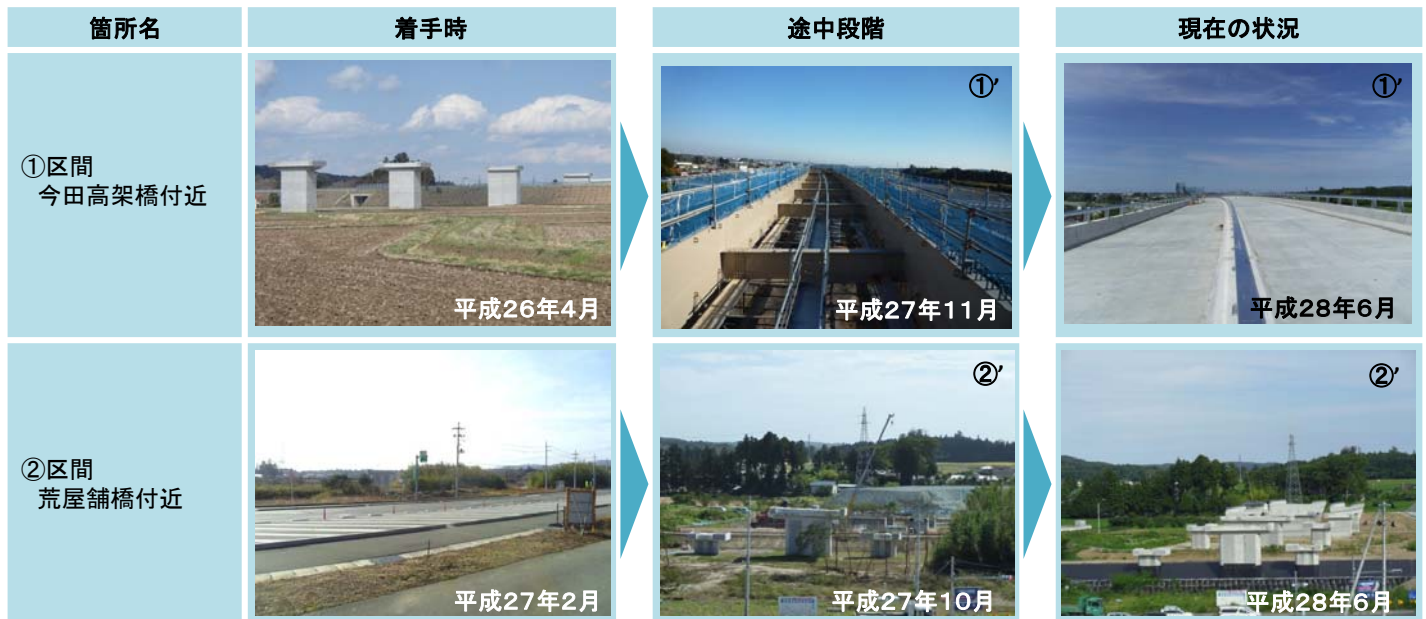 箇所名
着手時
途中段階
現在の状況
①区間
今田高架橋付近
平成26年4月
①'
平成27年11月
①'
平成28年6月
②区間
荒屋舗橋付近
平成27年2月
②'
平成27年10月
②'
平成28年6月